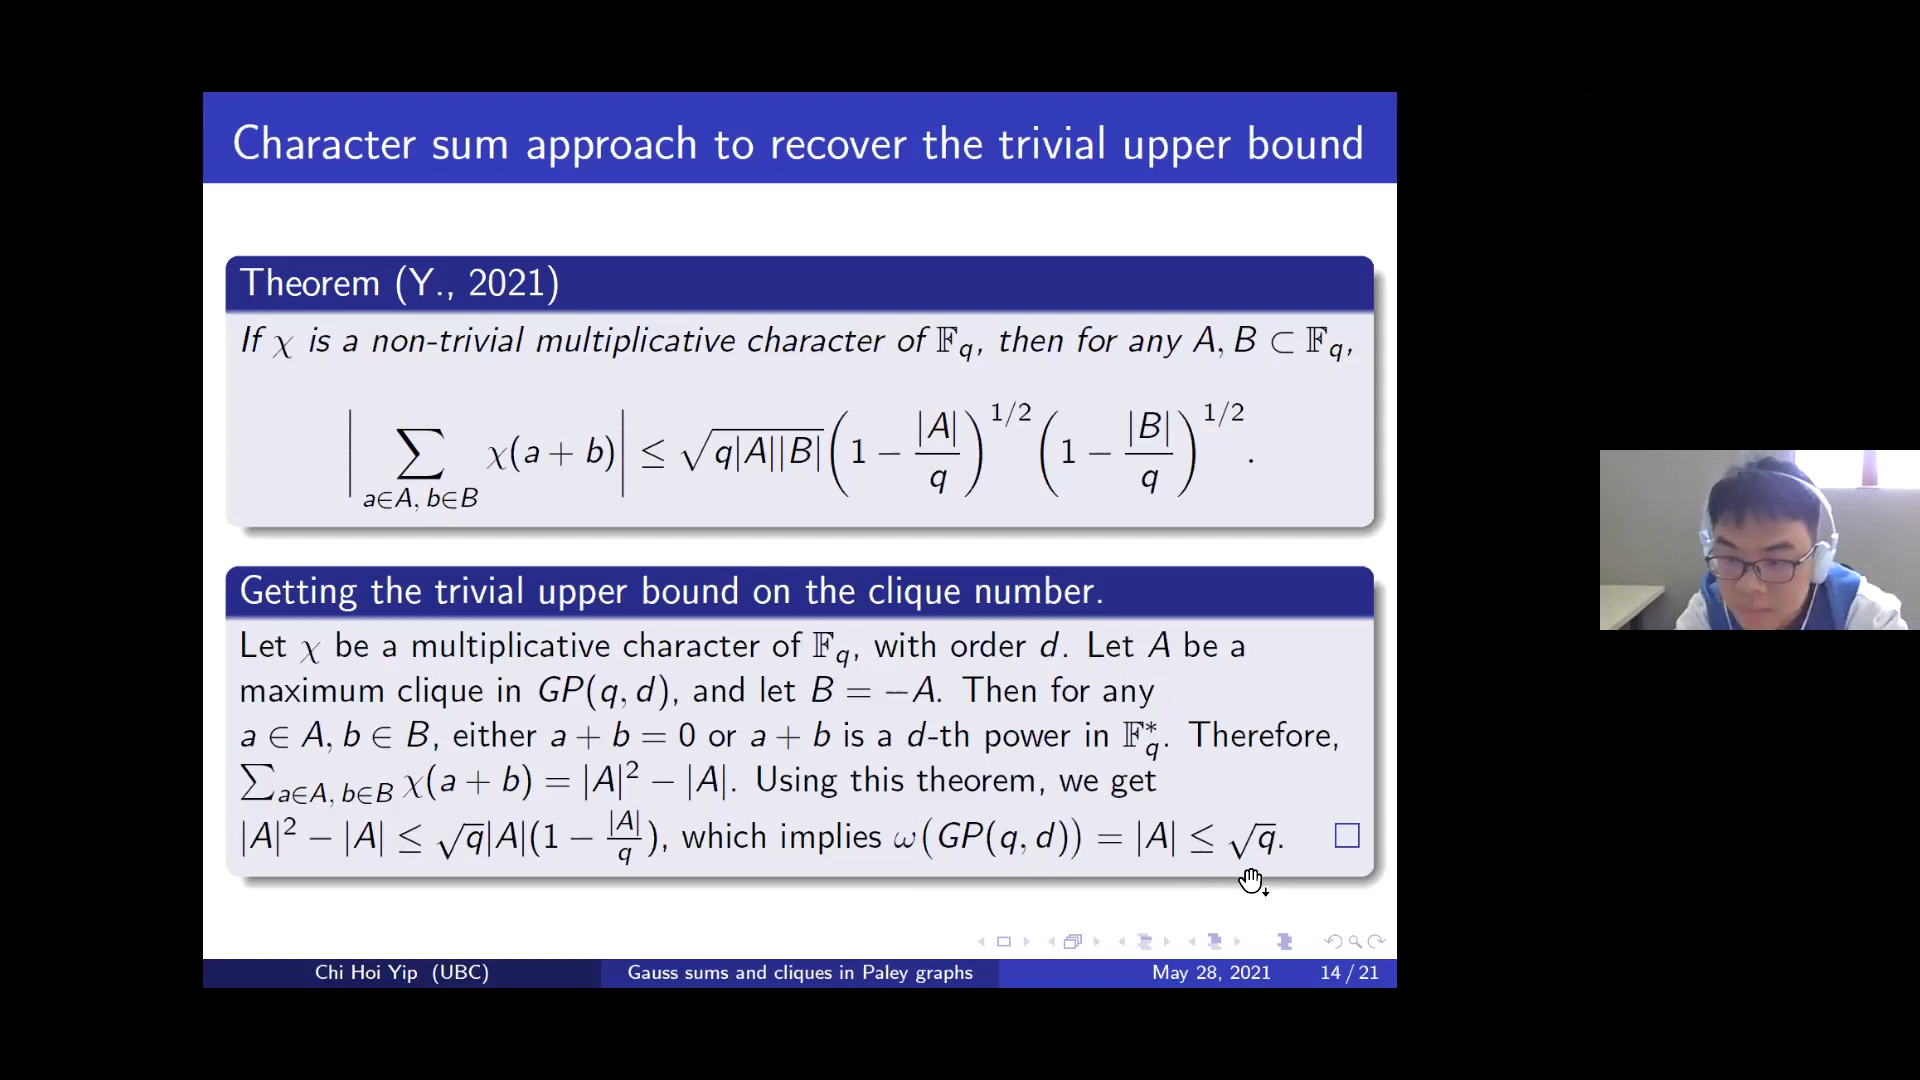 Character sum approach to recover the trivial upper bound
Theorem (Y., 2021)
If χ is a non-trivial multiplicative character of 𝔽_q, then for any A, B ⊂ 𝔽_q,
|∑_{a∈A, b∈B} χ(a + b)| ≤ √(q|A||B|) (1 − |A|/q)^{1/2} (1 − |B|/q)^{1/2}.
Getting the trivial upper bound on the clique number.
Let χ be a multiplicative character of 𝔽_q, with order d. Let A be a
maximum clique in GP(q, d), and let B = −A. Then for any
a ∈ A, b ∈ B, either a + b = 0 or a + b is a d-th power in 𝔽_q^*. Therefore,
∑_{a∈A, b∈B} χ(a + b) = |A|² − |A|. Using this theorem, we get
|A|² − |A| ≤ √q|A|(1 − |A|/q), which implies ω(GP(q, d)) = |A| ≤ √q. □
Chi Hoi Yip (UBC) Gauss sums and cliques in Paley graphs May 28, 2021 14 / 21